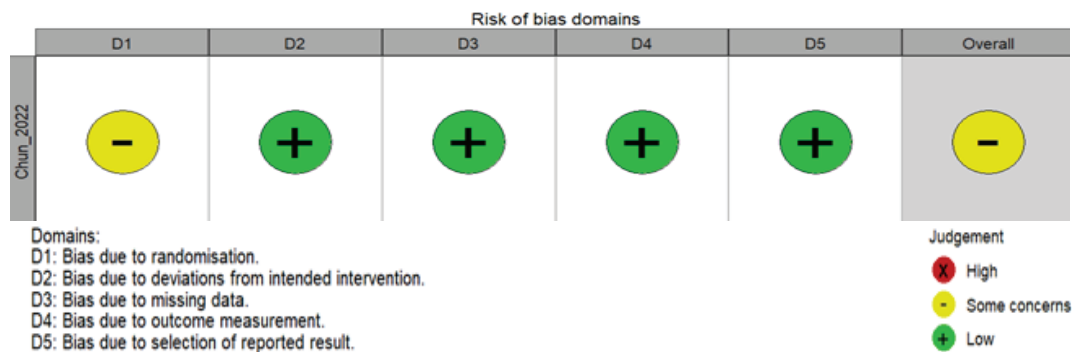 Risk of bias domains
D1 D2 D3 D4 D5 Overall
Chun_2022
- + + + + -
Domains:
D1: Bias due to randomisation.
D2: Bias due to deviations from intended intervention.
D3: Bias due to missing data.
D4: Bias due to outcome measurement.
D5: Bias due to selection of reported result.
Judgement
X High
- Some concerns
+ Low